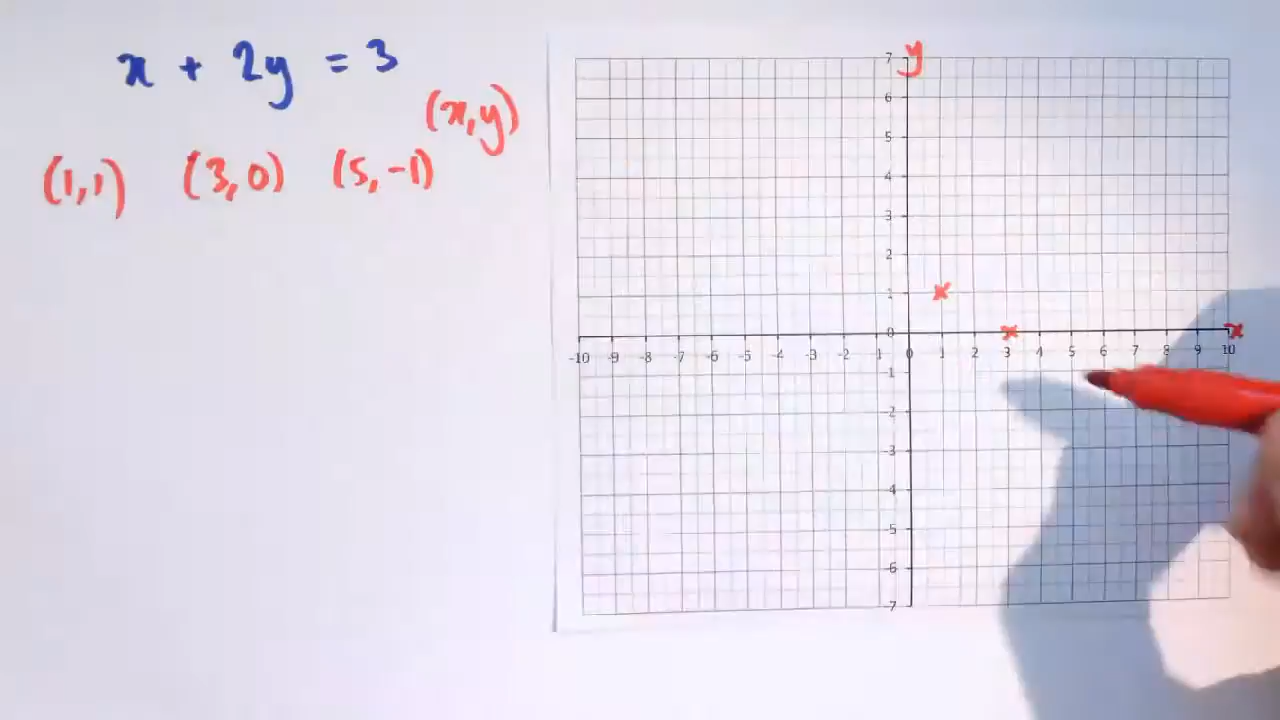 x + 2y = 3
(x,y)
(1,1) (3,0) (5,-1)
y
7
6
5
4
3
2
1
0
x
-10 -9 -8 -7 -6 -5 -4 -3 -2 -1 0 1 2 3 4 5 6 7 8 9 10
-1
-2
-3
-4
-5
-6
-7